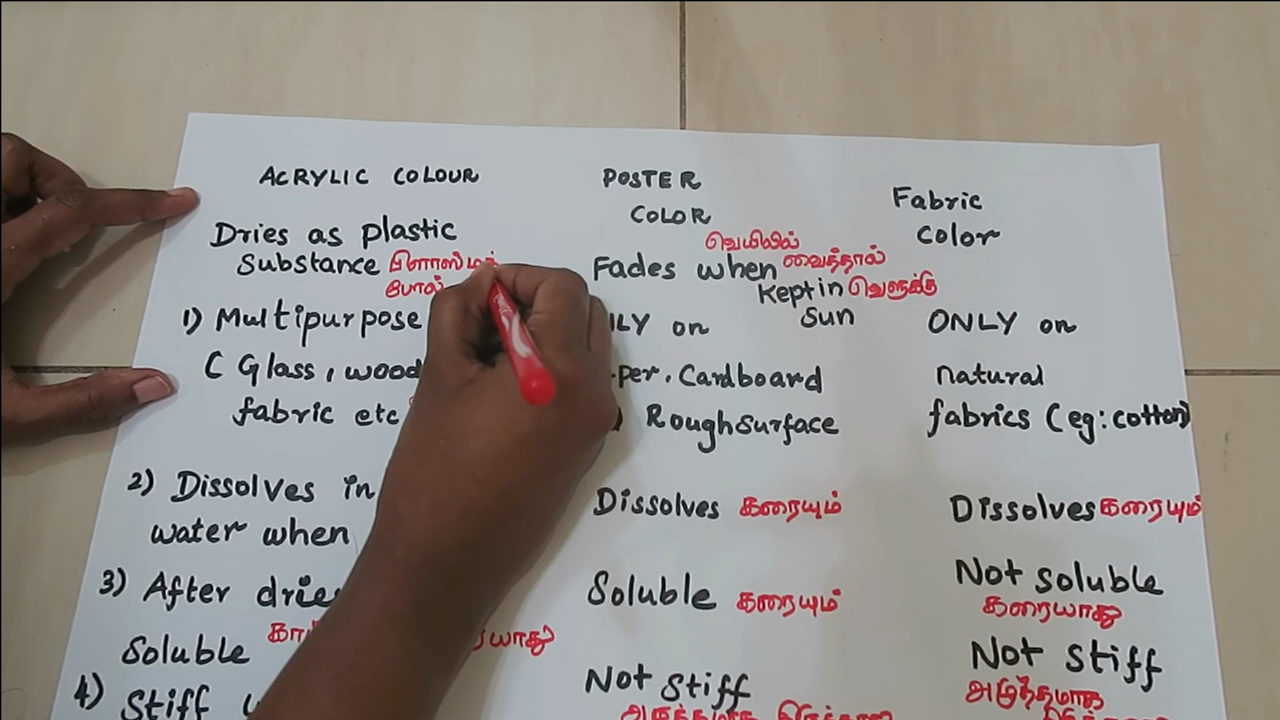 ACRYLIC COLOUR
Dries as plastic
Substance
போல்
1) Multipurpose
( Glass, wood
fabric etc
2) Dissolves in
water when
3) After dries
Soluble
4) Stiff
POSTER
COLOR
வெயிலில்
Fades when வைத்தால்
Kept in வெளுக்கு
Sun
on
Cardboard
Rough surface
Dissolves கரையும்
Soluble கரையும்
Not stiff
Fabric
color
ONLY on
natural
fabrics (eg: cotton)
Dissolves கரையும்
Not soluble
கரையாது
Not stiff
அழுத்தமாக